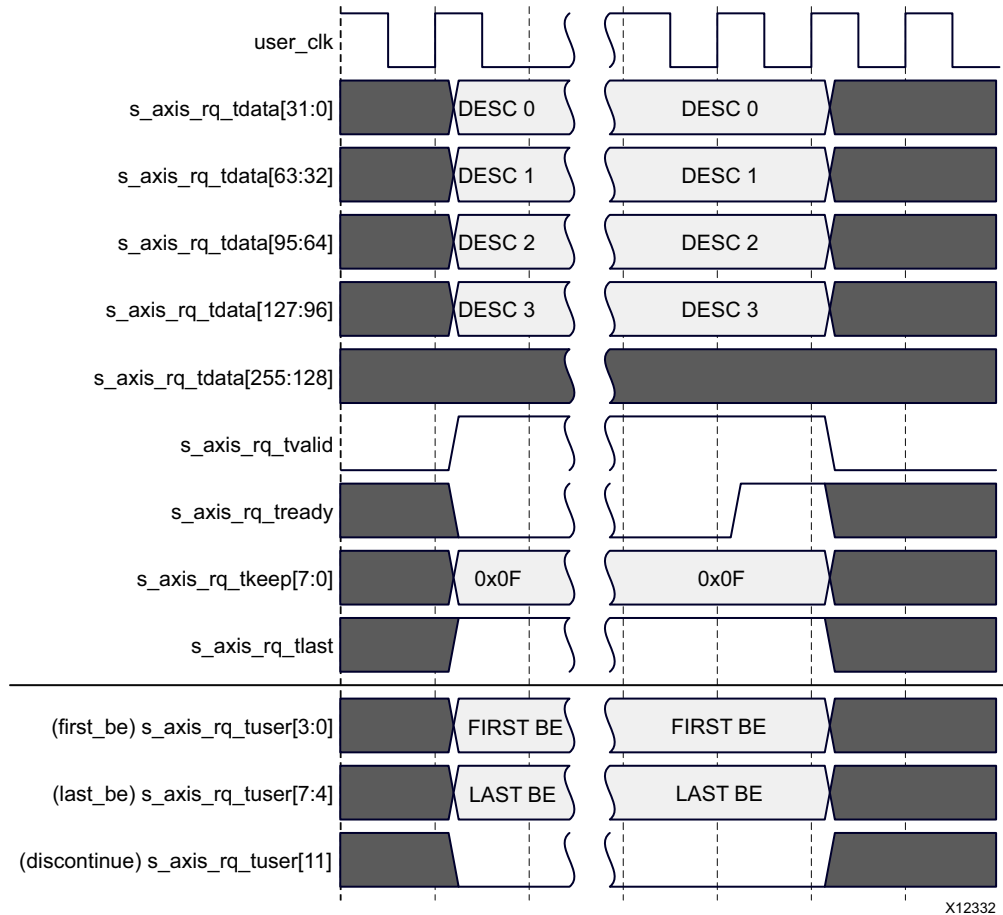 user_clk
s_axis_rq_tdata[31:0] DESC 0 DESC 0
s_axis_rq_tdata[63:32] DESC 1 DESC 1
s_axis_rq_tdata[95:64] DESC 2 DESC 2
s_axis_rq_tdata[127:96] DESC 3 DESC 3
s_axis_rq_tdata[255:128]
s_axis_rq_tvalid
s_axis_rq_tready
s_axis_rq_tkeep[7:0] 0x0F 0x0F
s_axis_rq_tlast
(first_be) s_axis_rq_tuser[3:0] FIRST BE FIRST BE
(last_be) s_axis_rq_tuser[7:4] LAST BE LAST BE
(discontinue) s_axis_rq_tuser[11]
X12332